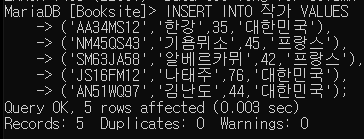 MariaDB [Booksite]> INSERT INTO 작가 VALUES
-> ('AA34MS12','한강',35,'대한민국'),
-> ('NM45QS43','기욤뮈소',45,'프랑스'),
-> ('SM63JA58','알베르카뮈',42,'프랑스'),
-> ('JS16FM12','나태주',76,'대한민국'),
-> ('AN51WQ97','김난도',44,'대한민국');
Query OK, 5 rows affected (0.003 sec)
Records: 5  Duplicates: 0  Warnings: 0